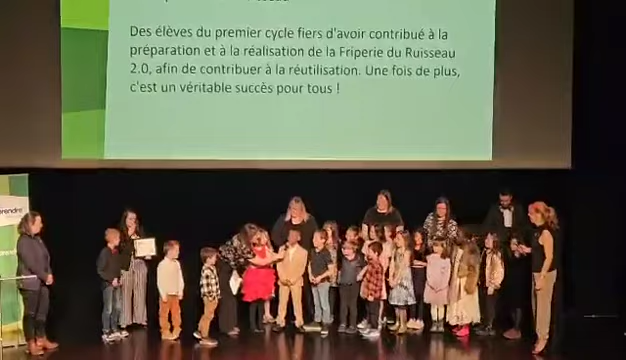 Des élèves du premier cycle fiers d'avoir contribué à la
préparation et à la réalisation de la Friperie du Ruisseau
2.0, afin de contribuer à la réutilisation. Une fois de plus,
c'est un véritable succès pour tous !